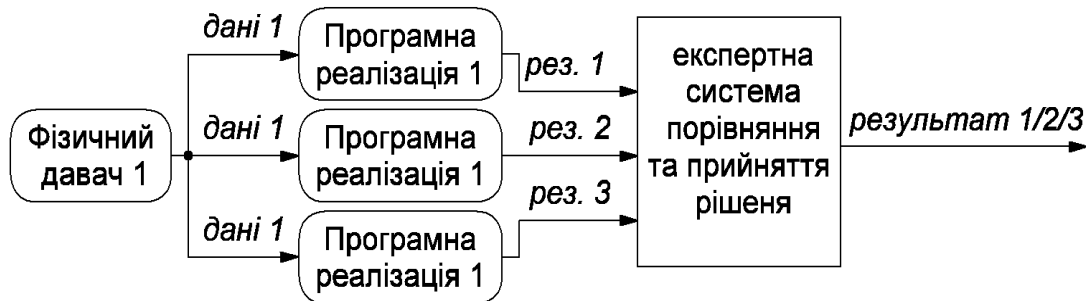 дані 1
Програмна
реалізація 1
рез. 1
Фізичний
давач 1
дані 1
Програмна
реалізація 1
рез. 2
дані 1
Програмна
реалізація 1
рез. 3
експертна
система
порівняння
та прийняття
рішеня
результат 1/2/3